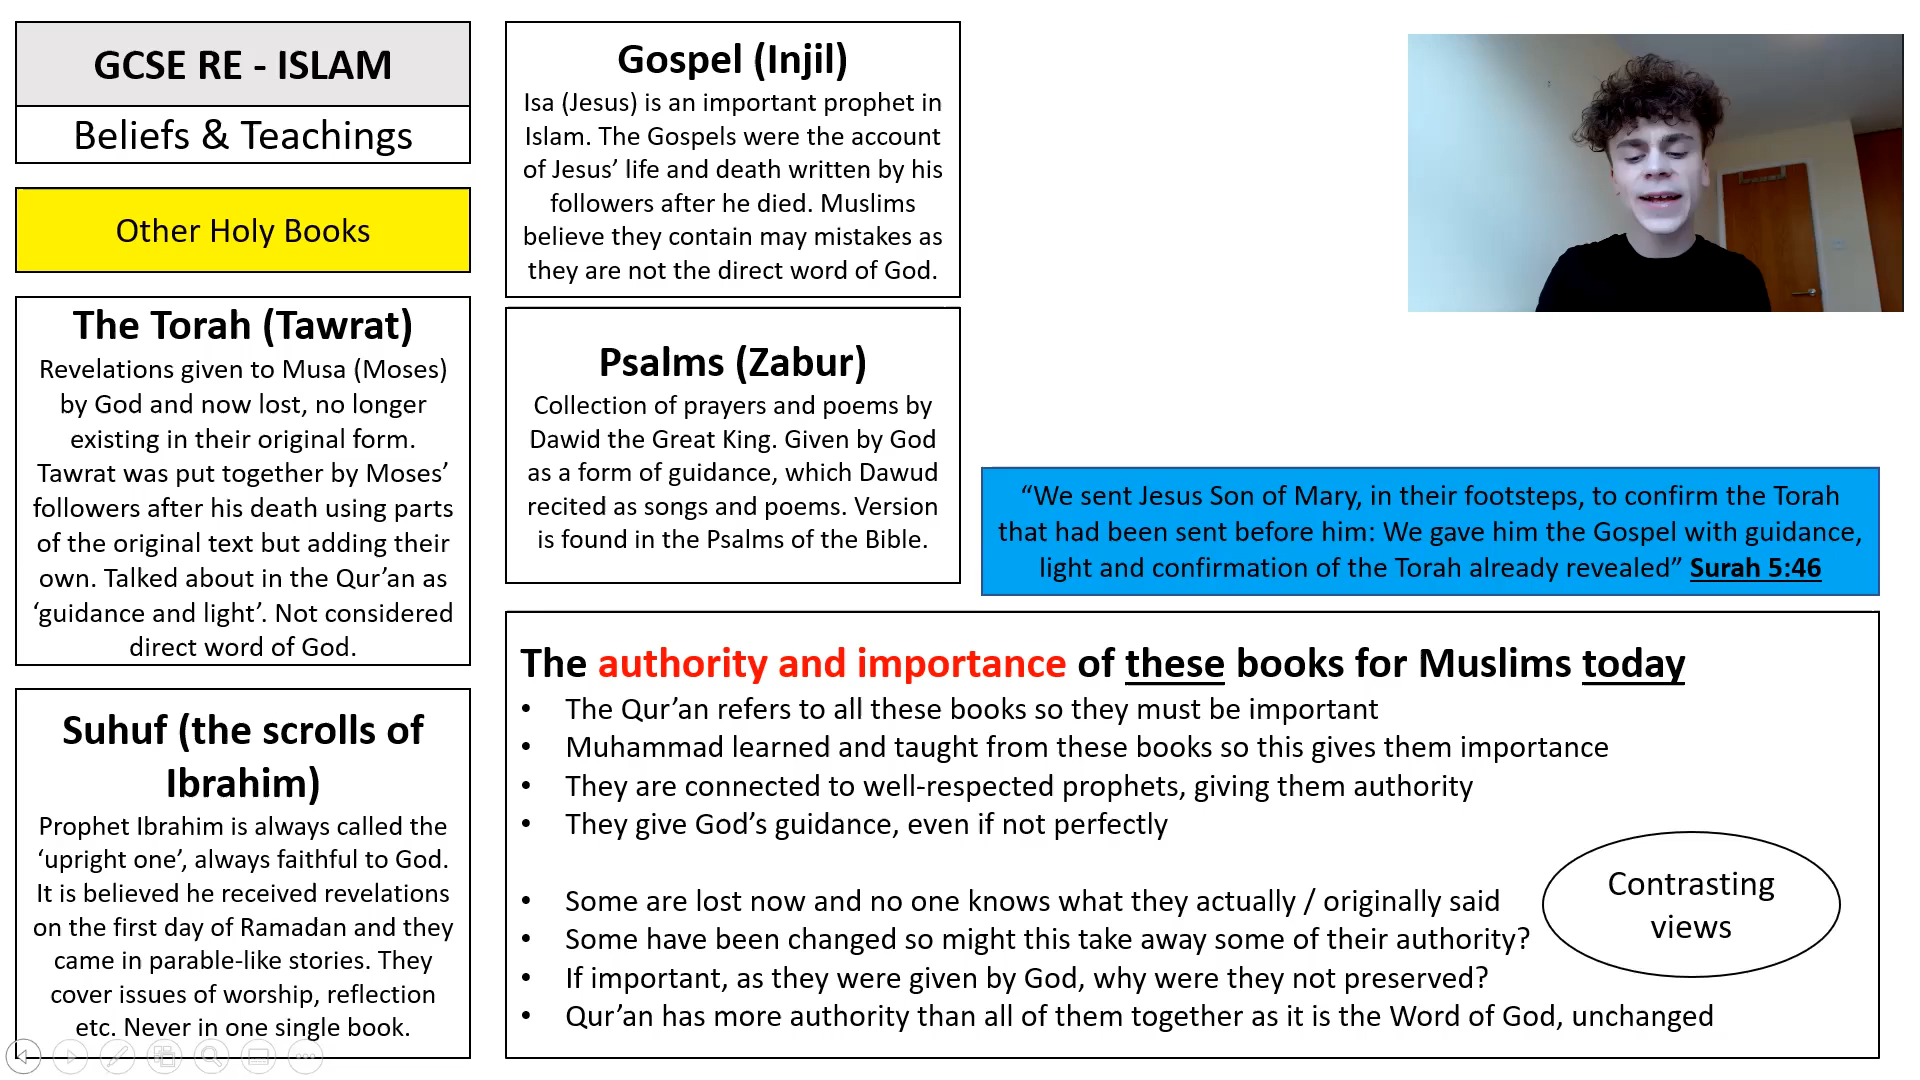 GCSE RE - ISLAM
Beliefs & Teachings
Other Holy Books
The Torah (Tawrat)
Revelations given to Musa (Moses)
by God and now lost, no longer
existing in their original form.
Tawrat was put together by Moses’
followers after his death using parts
of the original text but adding their
own. Talked about in the Qur’an as
‘guidance and light’. Not considered
direct word of God.
Suhuf (the scrolls of
Ibrahim)
Prophet Ibrahim is always called the
‘upright one’, always faithful to God.
It is believed he received revelations
on the first day of Ramadan and they
came in parable-like stories. They
cover issues of worship, reflection
etc. Never in one single book.
Gospel (Injil)
Isa (Jesus) is an important prophet in
Islam. The Gospels were the account
of Jesus’ life and death written by his
followers after he died. Muslims
believe they contain may mistakes as
they are not the direct word of God.
Psalms (Zabur)
Collection of prayers and poems by
Dawid the Great King. Given by God
as a form of guidance, which Dawud
recited as songs and poems. Version
is found in the Psalms of the Bible.
“We sent Jesus Son of Mary, in their footsteps, to confirm the Torah
that had been sent before him: We gave him the Gospel with guidance,
light and confirmation of the Torah already revealed” Surah 5:46
The authority and importance of these books for Muslims today
• The Qur’an refers to all these books so they must be important
• Muhammad learned and taught from these books so this gives them importance
• They are connected to well-respected prophets, giving them authority
• They give God’s guidance, even if not perfectly
• Some are lost now and no one knows what they actually / originally said
• Some have been changed so might this take away some of their authority?
• If important, as they were given by God, why were they not preserved?
• Qur’an has more authority than all of them together as it is the Word of God, unchanged
Contrasting
views